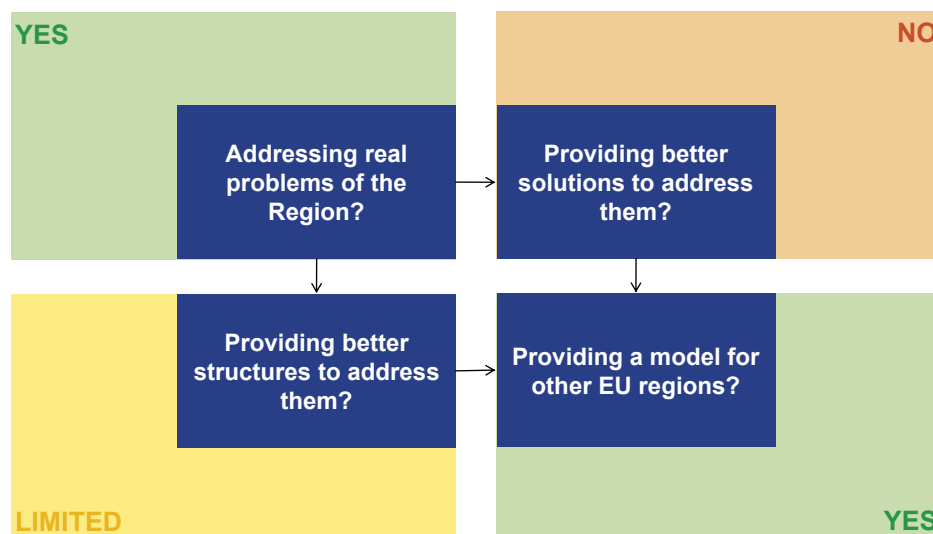 YES
NO
Addressing real
problems of the
Region?
Providing better
solutions to address
them?
Providing better
structures to address
them?
Providing a model for
other EU regions?
LIMITED
YES